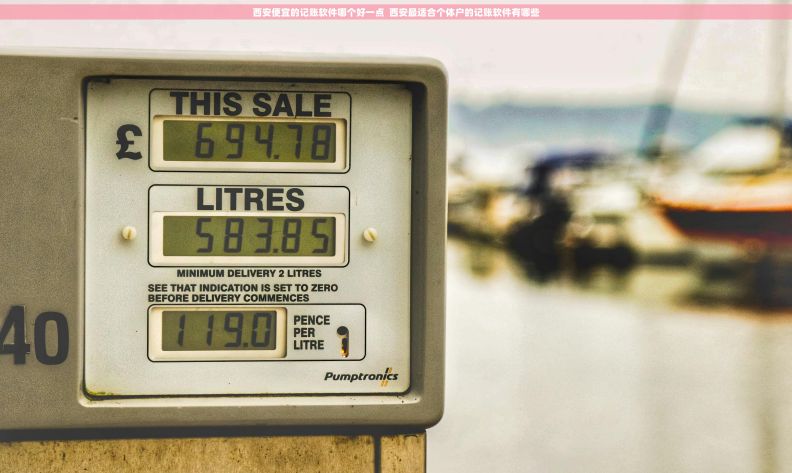 西安便宜的记账软件哪个好一点 西安最适合个体户的记账软件有哪些
THIS SALE
£ 694.78
LITRES
583.85
MINIMUM DELIVERY 2 LITRES
SEE THAT INDICATION IS SET TO ZERO
BEFORE DELIVERY COMMENCES
119.0 PENCE
PER
LITRE
40
Pumptronics